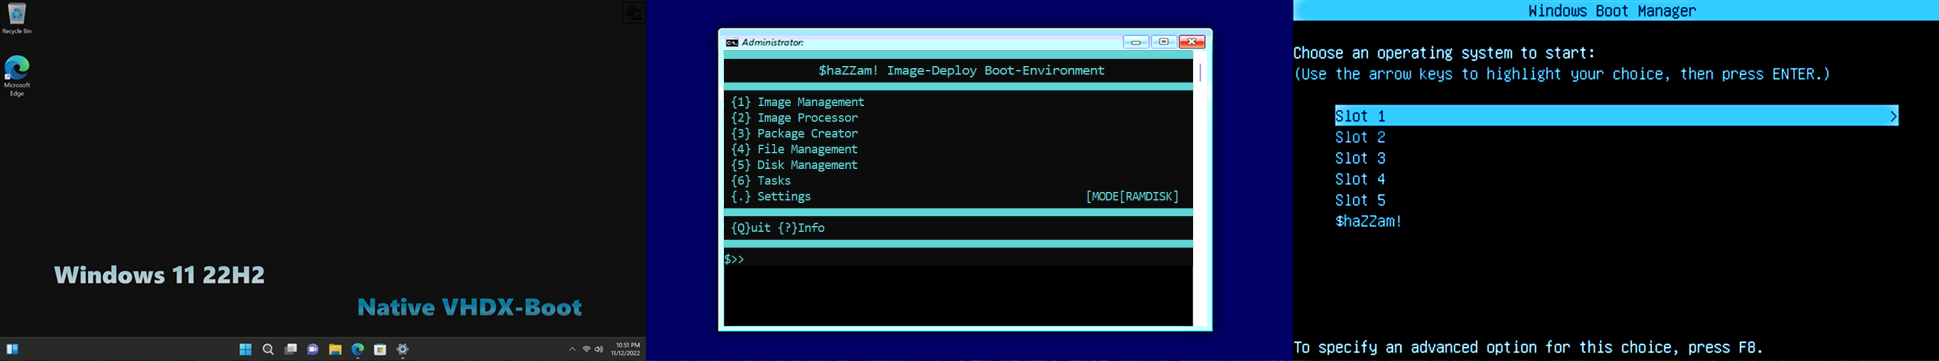 Recycle Bin
Microsoft
Edge
Windows 11 22H2
Native VHDX-Boot
10:51 PM
11/12/2022
Administrator:
$haZZam! Image-Deploy Boot-Environment
{1} Image Management
{2} Image Processor
{3} Package Creator
{4} File Management
{5} Disk Management
{6} Tasks
{.} Settings [MODE[RAMDISK]
{Q}uit {?}Info
$>>
Windows Boot Manager
Choose an operating system to start:
(Use the arrow keys to highlight your choice, then press ENTER.)
Slot 1 >
Slot 2
Slot 3
Slot 4
Slot 5
$haZZam!
To specify an advanced option for this choice, press F8.